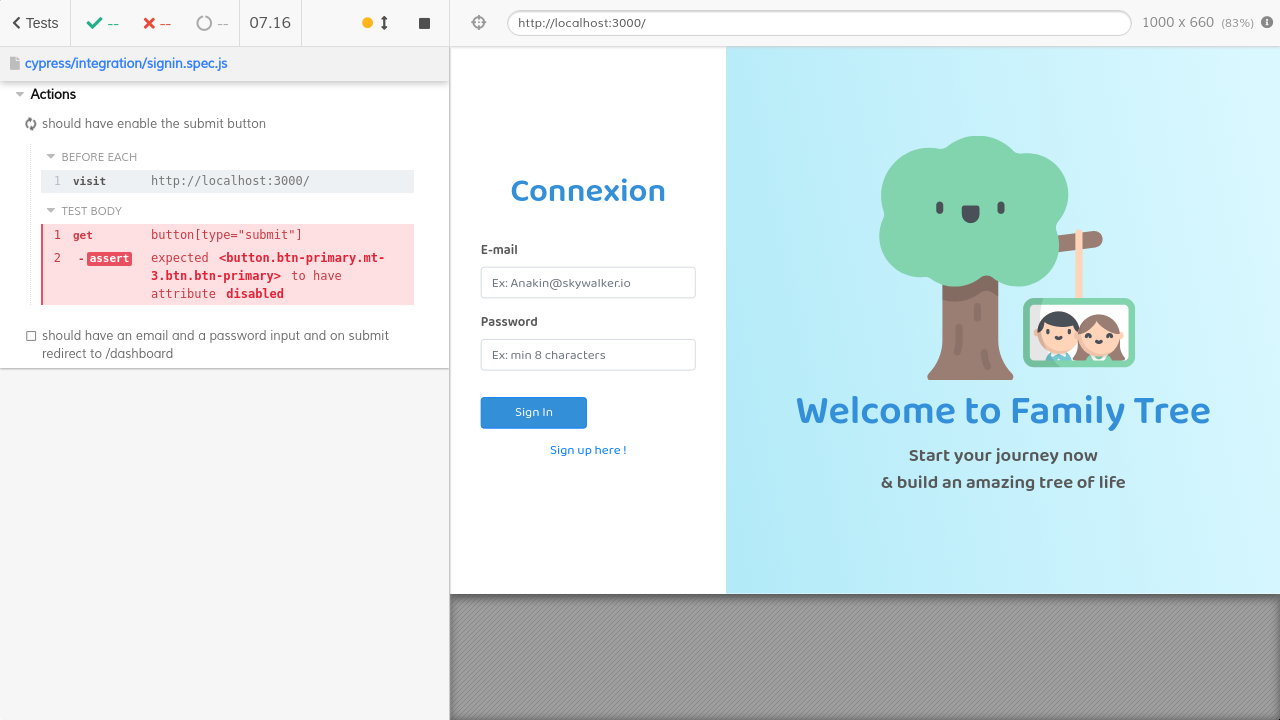 Tests -- -- -- 07.16
http://localhost:3000/ 1000 x 660 (83%)
cypress/integration/signin.spec.js
Actions
should have enable the submit button
BEFORE EACH
1 visit http://localhost:3000/
TEST BODY
1 get button[type="submit"]
2 -assert expected <button.btn-primary.mt-
3.btn.btn-primary> to have
attribute disabled
should have an email and a password input and on submit
redirect to /dashboard
Connexion
E-mail
Ex: Anakin@skywalker.io
Password
Ex: min 8 characters
Sign In
Sign up here !
Welcome to Family Tree
Start your journey now
& build an amazing tree of life